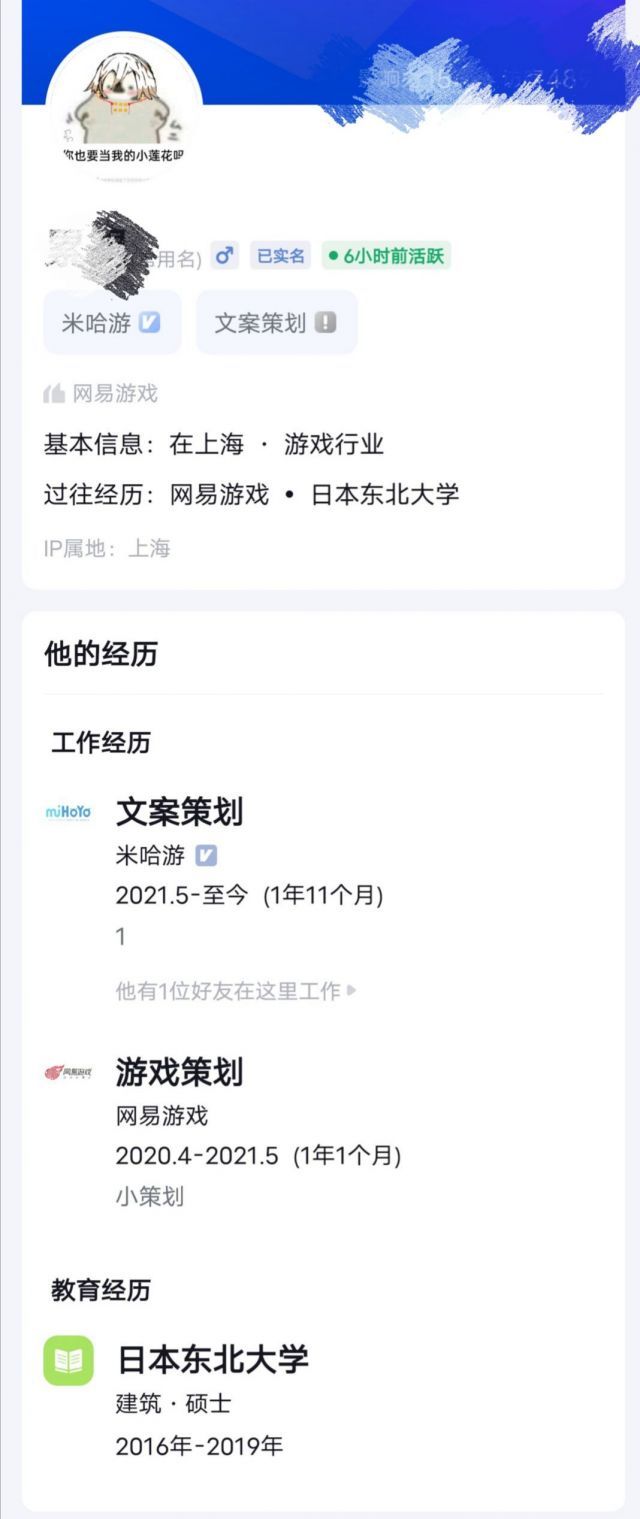 你也要当我的小莲花吧
用名) 已实名 6小时前活跃
米哈游 文案策划
网易游戏
基本信息：在上海 · 游戏行业
过往经历：网易游戏 • 日本东北大学
IP属地：上海
他的经历
工作经历
miHoYo 文案策划
米哈游
2021.5-至今 (1年11个月)
1
他有1位好友在这里工作
网易游戏 游戏策划
网易游戏
2020.4-2021.5 (1年1个月)
小策划
教育经历
日本东北大学
建筑 · 硕士
2016年-2019年